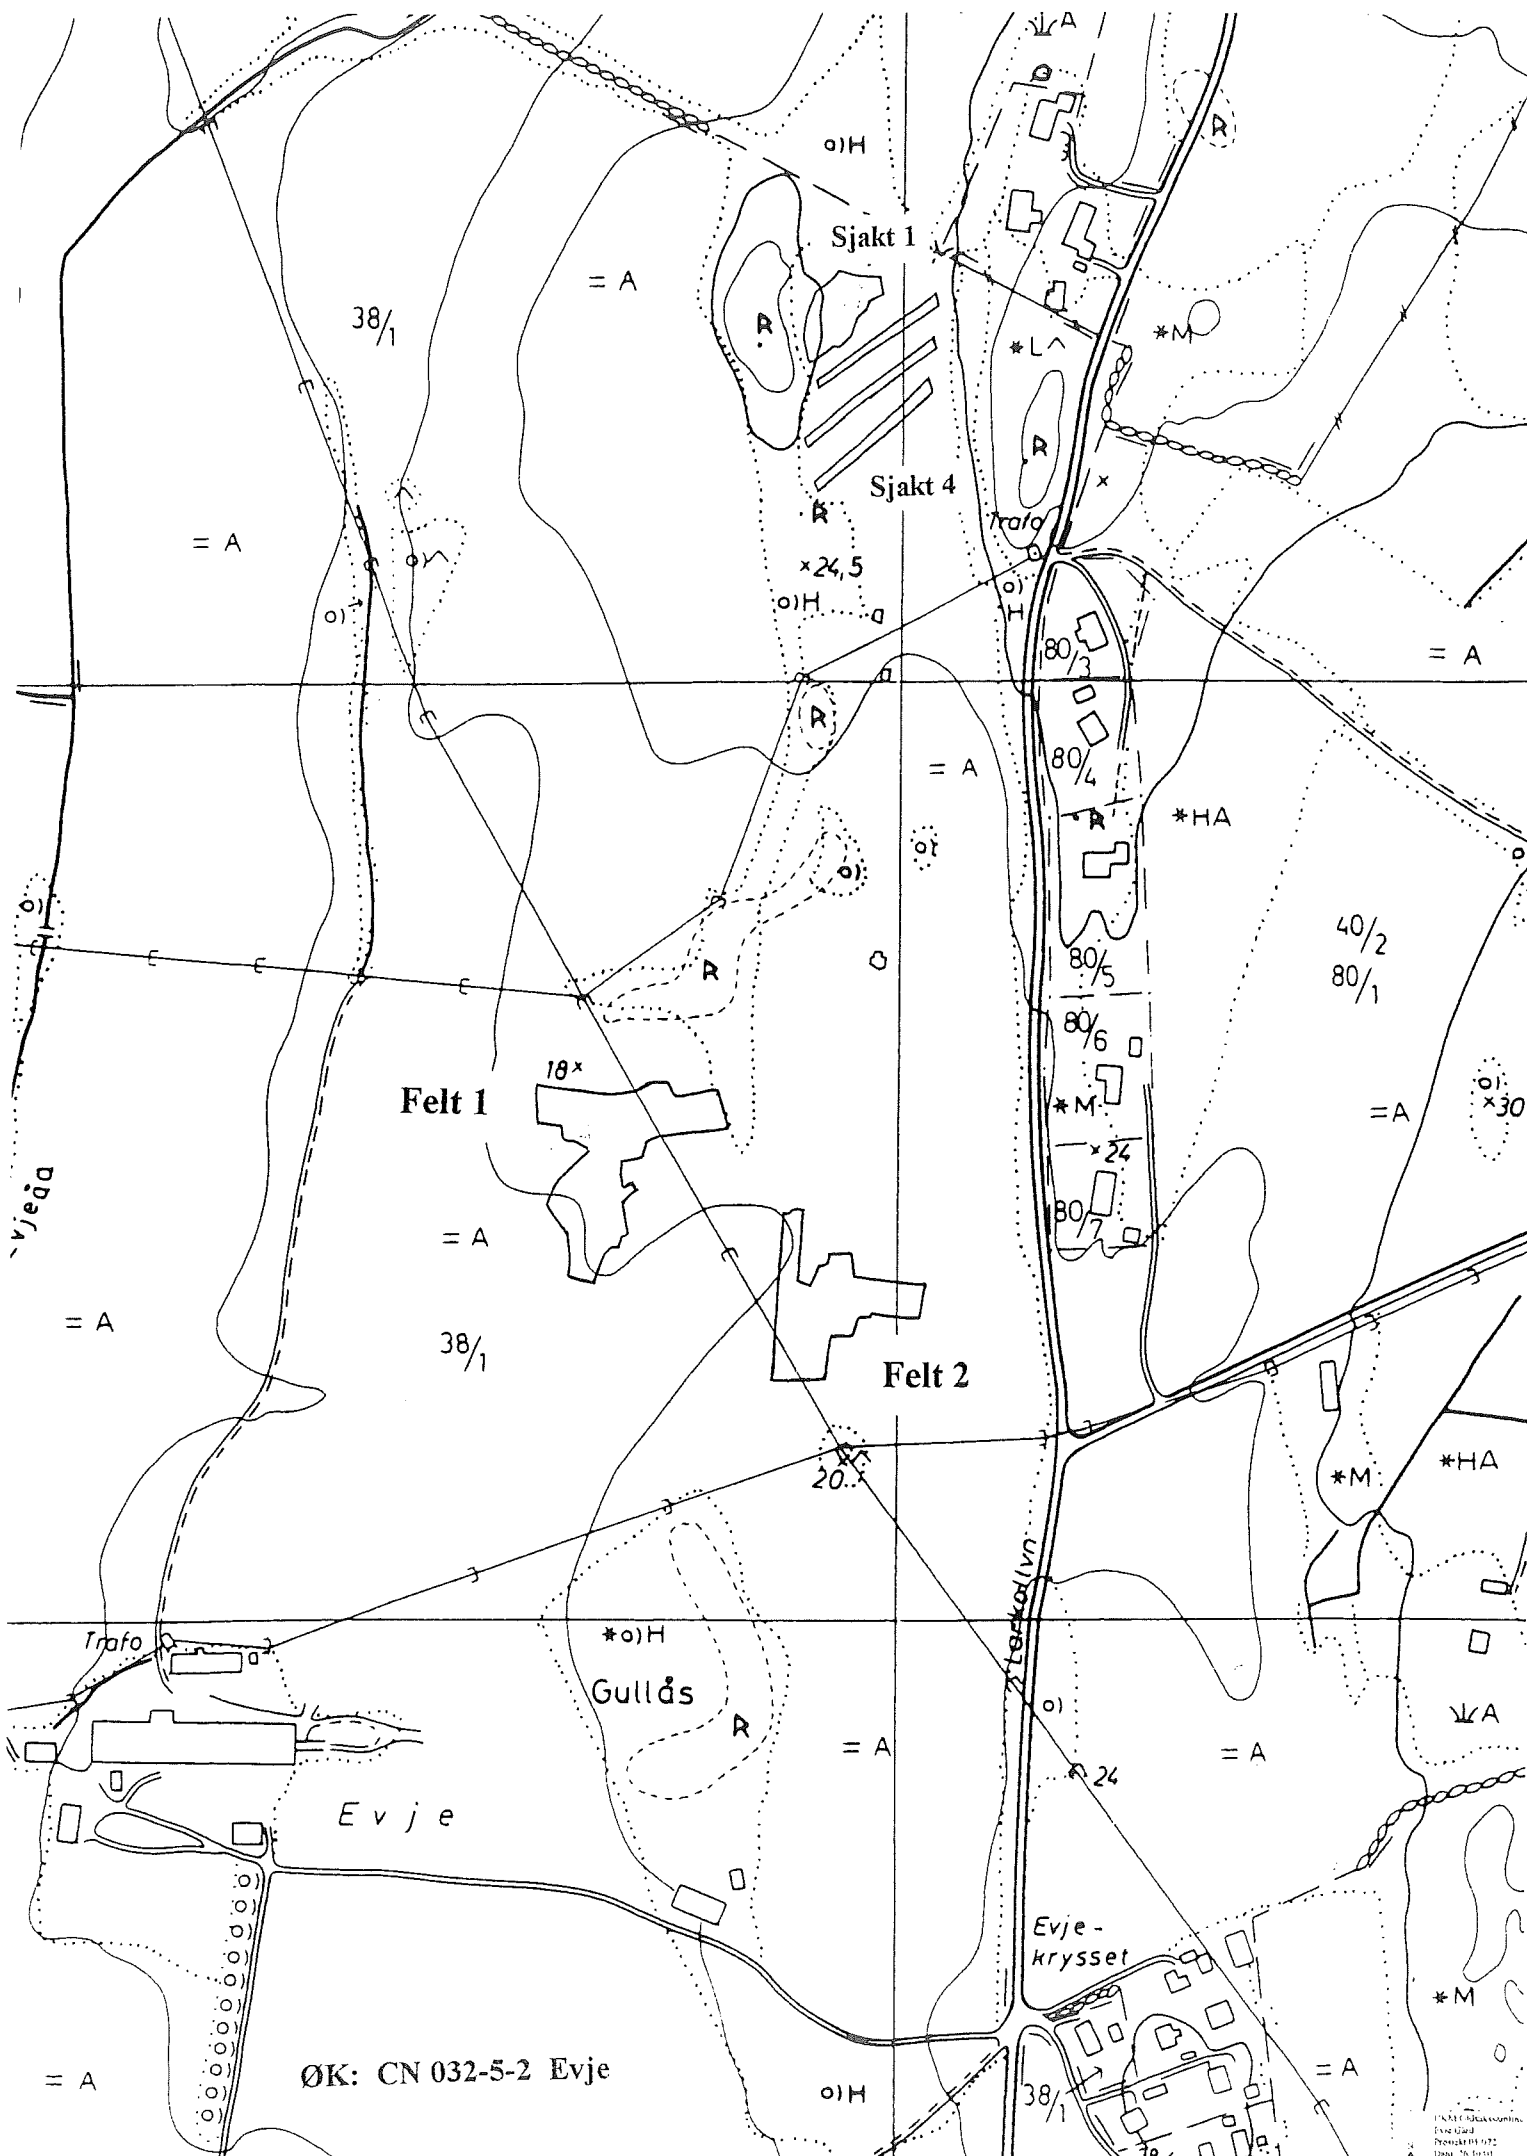 A
R
o)H
Sjakt 1
= A
38/1
R
*L^
*M
R
Sjakt 4
Trafo
R
= A
×24,5
o)
o)H
o)
H
80/3
= A
R
80/4
= A
R
*HA
o)
o)
40/2
80/1
R
80/5
80/6
18×
Felt 1
*M
= A
o)
×30
×24
80/7
= A
= A
38/1
Felt 2
20
*M
*HA
Larkollvn
Trafo
*o)H
Gullås
R
o)
A
= A
= A
24
Evje
Evje-
krysset
*M
= A
ØK: CN 032-5-2 Evje
o)H
38/1
= A